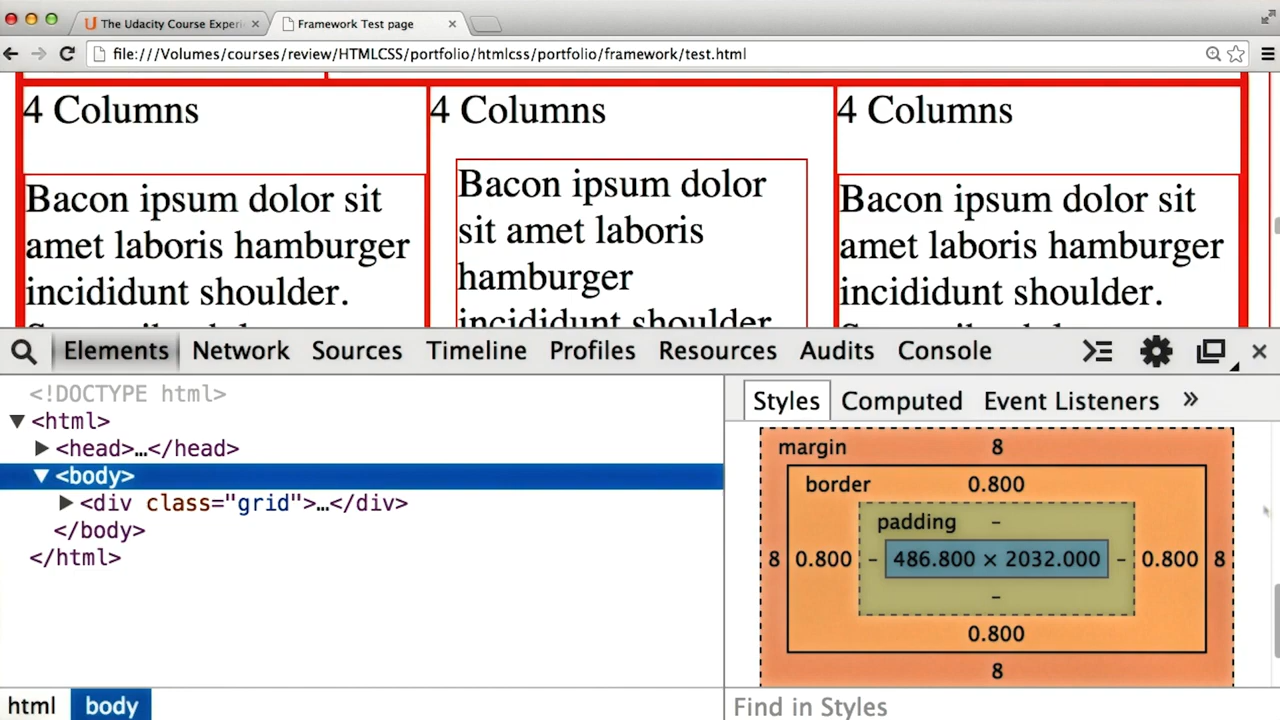 The Udacity Course Experi
Framework Test page
file:///Volumes/courses/review/HTMLCSS/portfolio/htmlcss/portfolio/framework/test.html
4 Columns
4 Columns
4 Columns
Bacon ipsum dolor sit
amet laboris hamburger
incididunt shoulder.
Bacon ipsum dolor
sit amet laboris
hamburger
incididunt shoulder
Bacon ipsum dolor sit
amet laboris hamburger
incididunt shoulder.
Elements Network Sources Timeline Profiles Resources Audits Console
<!DOCTYPE html>
<html>
<head>…</head>
<body>
<div class="grid">…</div>
</body>
</html>
html body
Styles Computed Event Listeners »
margin 8
border 0.800
padding –
8 0.800 – 486.800 × 2032.000 – 0.800 8
–
0.800
8
Find in Styles